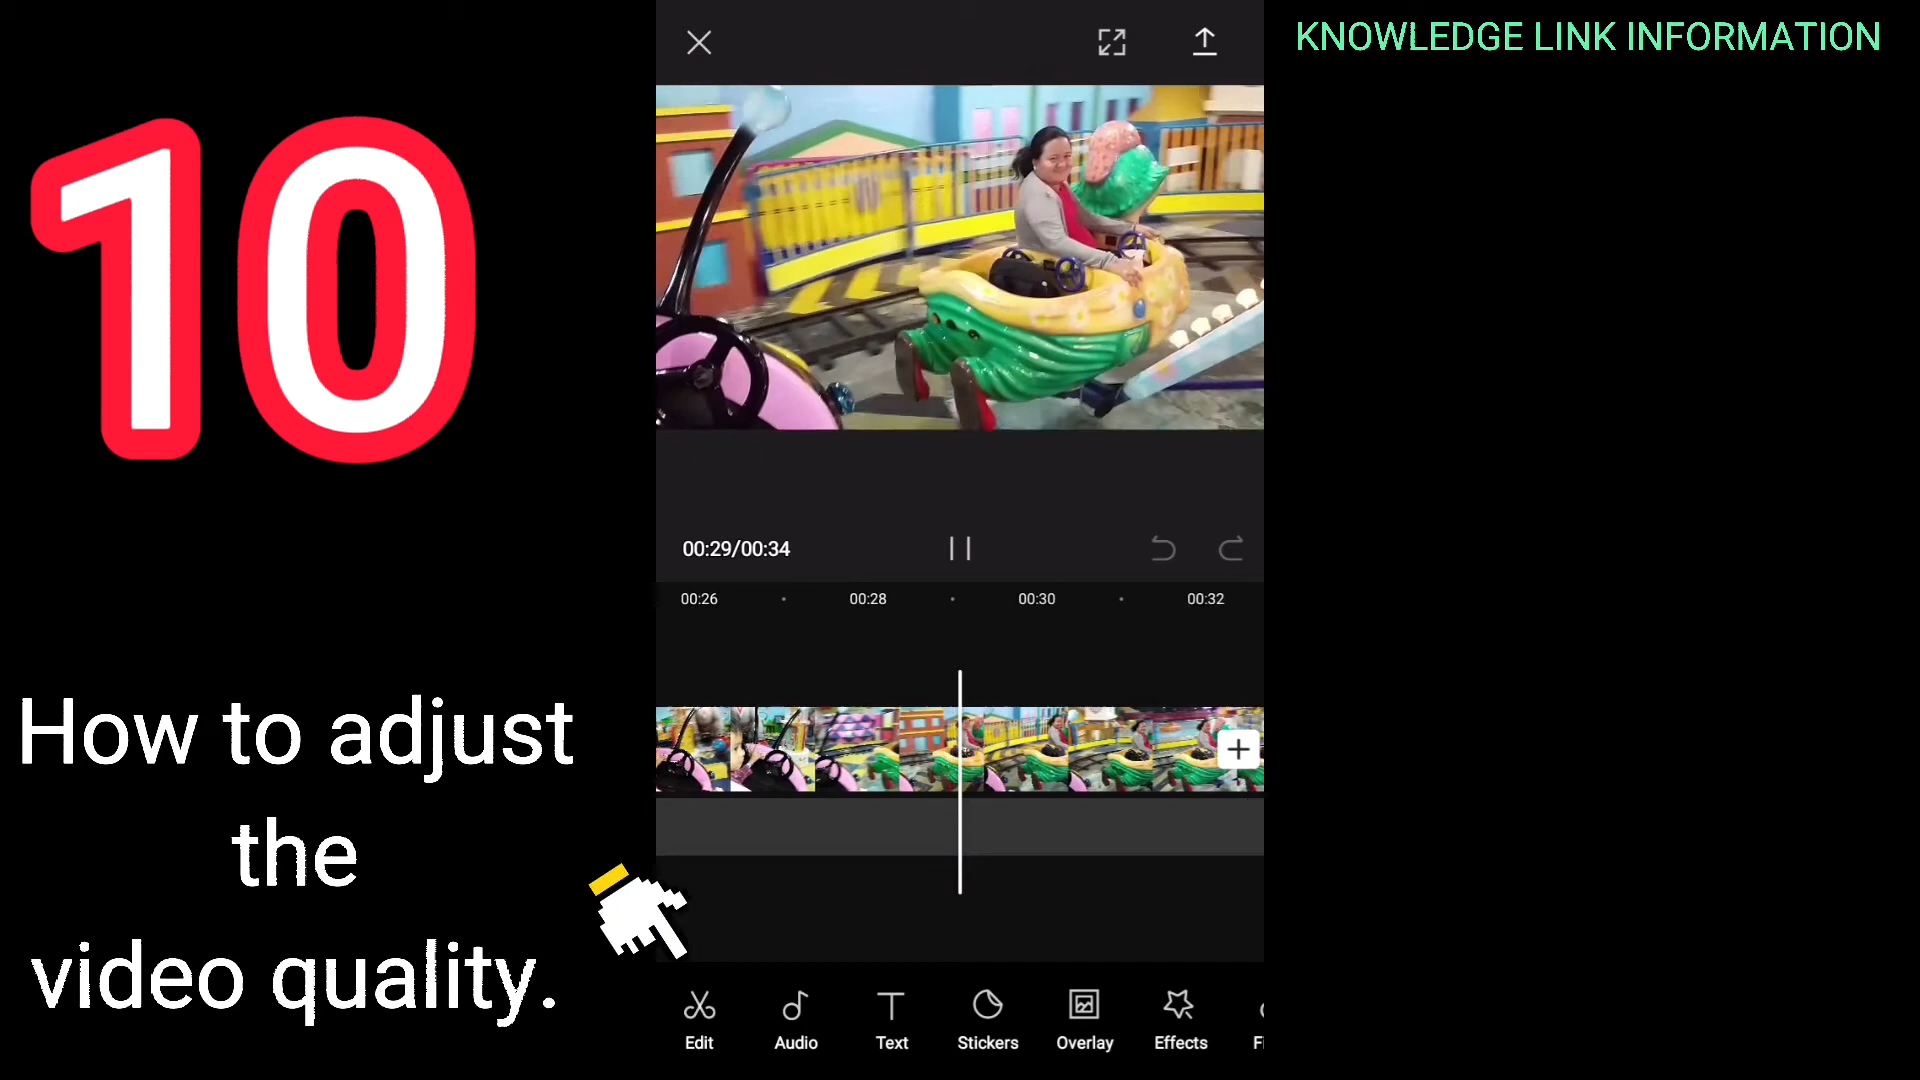 KNOWLEDGE LINK INFORMATION
10
00:29/00:34
00:26
00:28
00:30
00:32
How to adjust
the
video quality.
Edit
Audio
Text
Stickers
Overlay
Effects